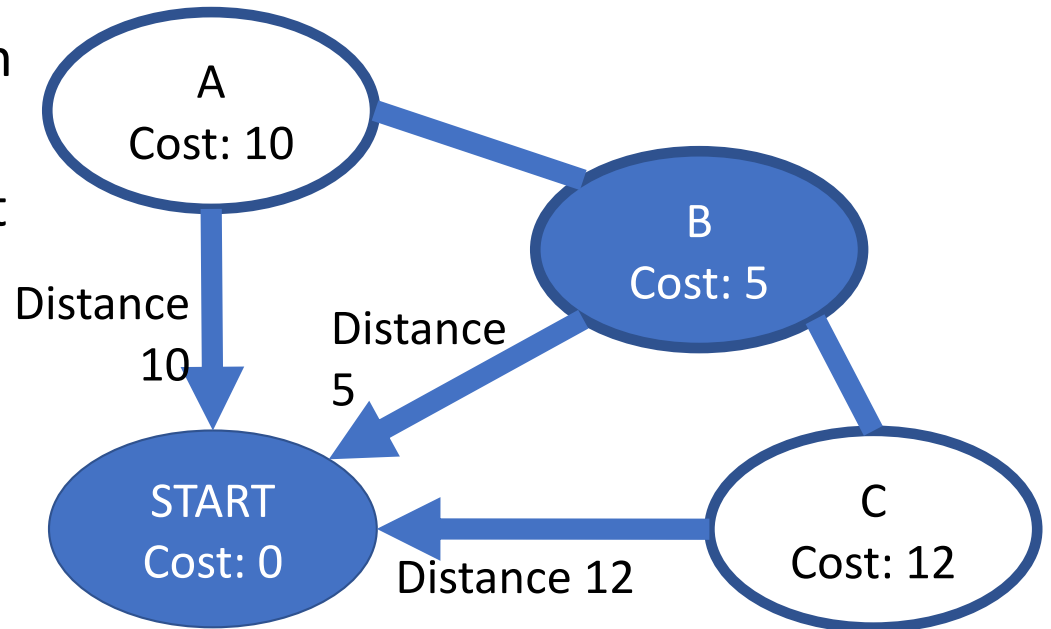 A
Cost: 10
B
Cost: 5
Distance
10
Distance
5
START
Cost: 0
C
Cost: 12
Distance 12